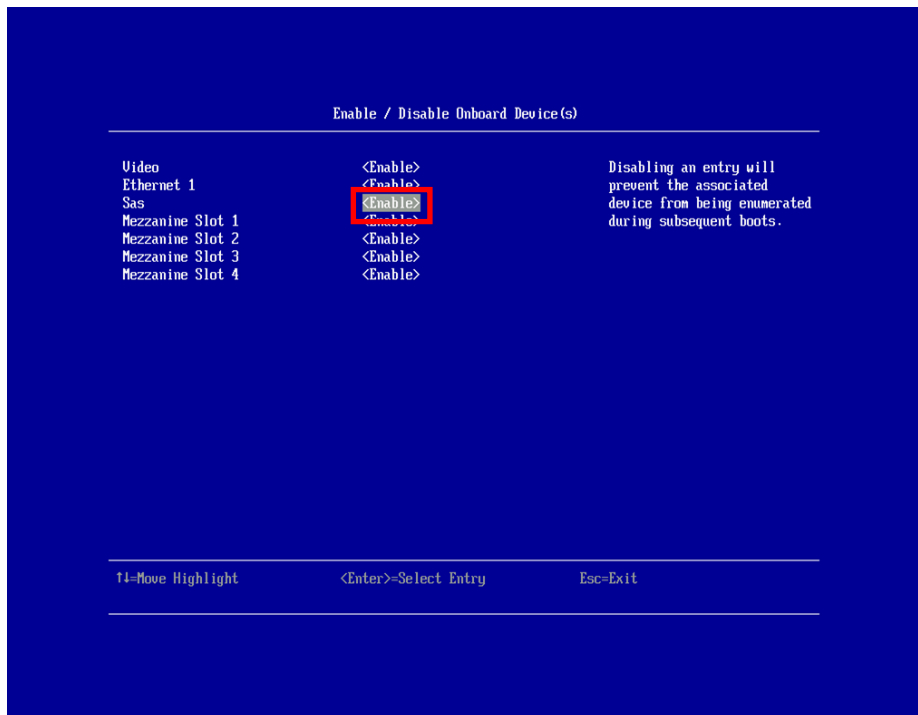 Enable / Disable Onboard Device(s)
Video <Enable> Disabling an entry will
Ethernet 1 <Enable> prevent the associated
Sas <Enable> device from being enumerated
Mezzanine Slot 1 <Enable> during subsequent boots.
Mezzanine Slot 2 <Enable>
Mezzanine Slot 3 <Enable>
Mezzanine Slot 4 <Enable>
↑↓=Move Highlight <Enter>=Select Entry Esc=Exit